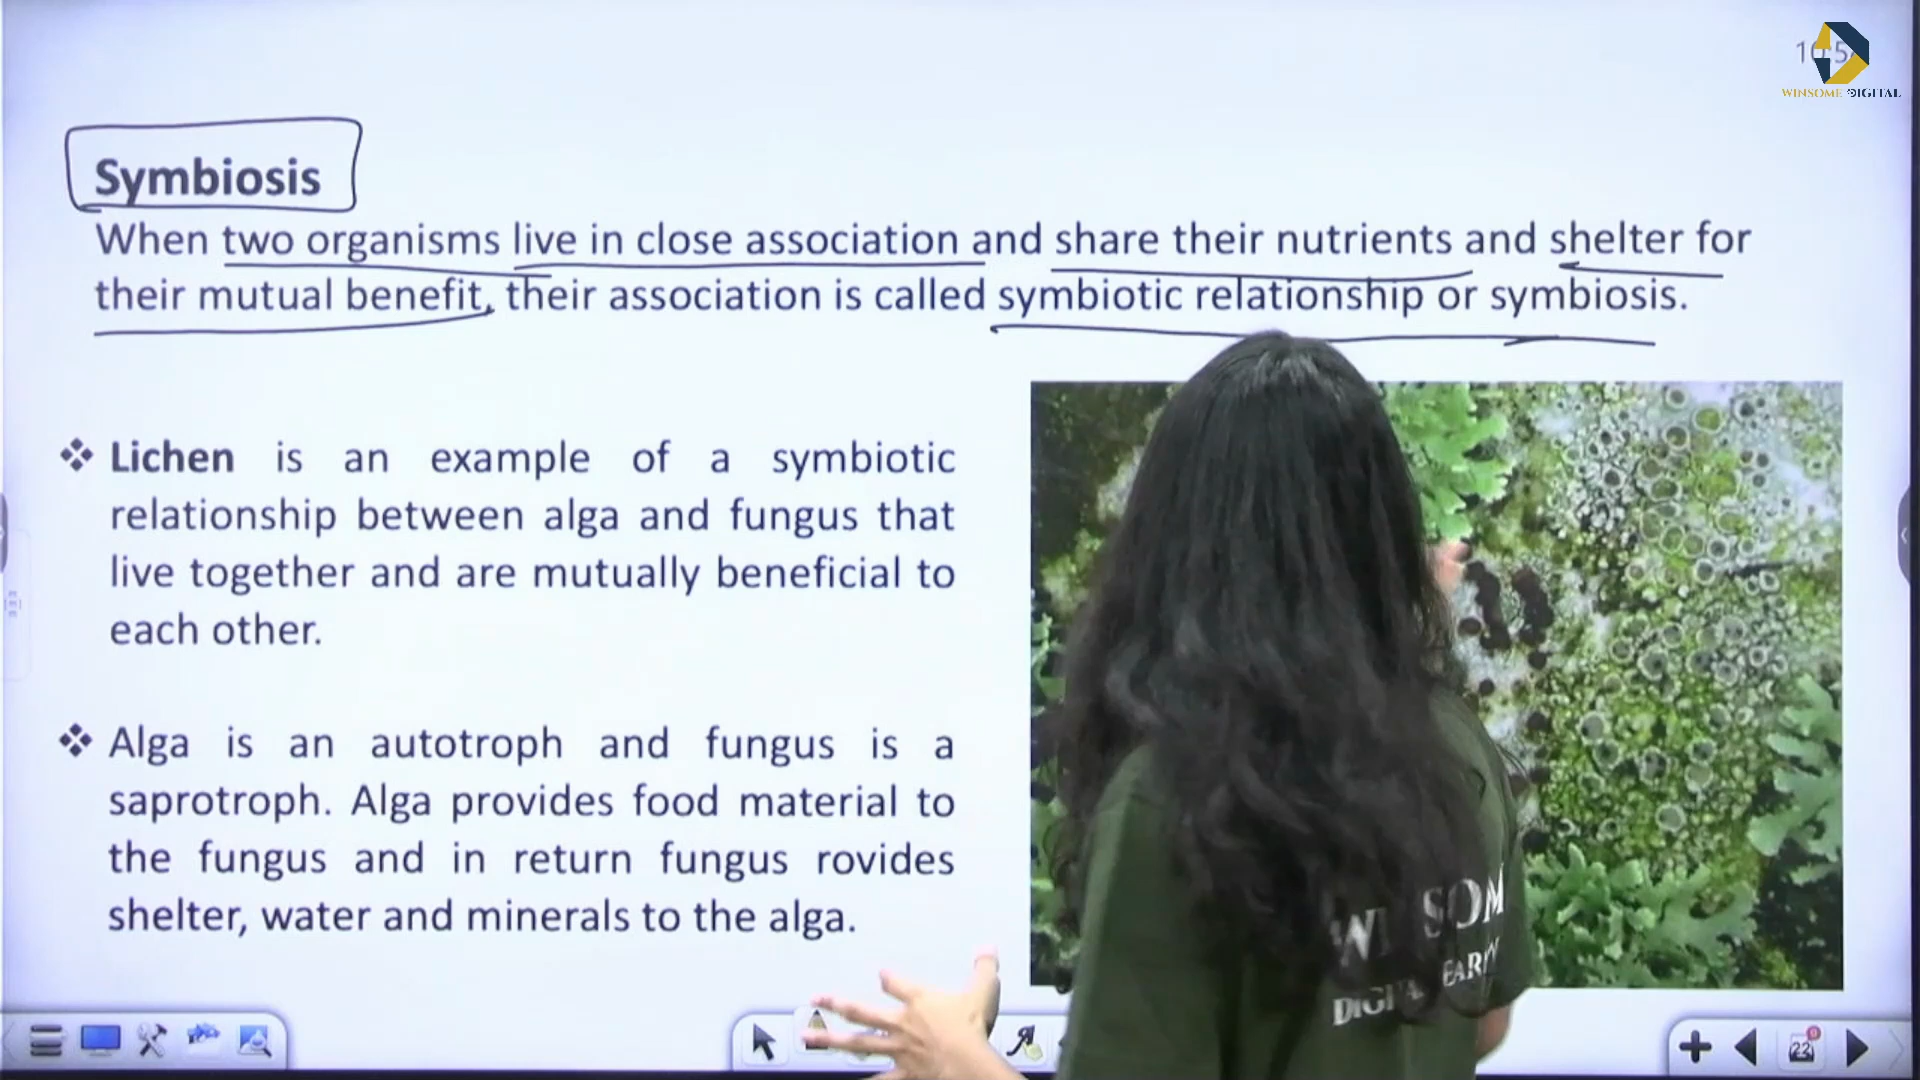 WINSOME DIGITAL
Symbiosis
When two organisms live in close association and share their nutrients and shelter for
their mutual benefit, their association is called symbiotic relationship or symbiosis.
❖ Lichen is an example of a symbiotic
relationship between alga and fungus that
live together and are mutually beneficial to
each other.
❖ Alga is an autotroph and fungus is a
saprotroph. Alga provides food material to
the fungus and in return fungus rovides
shelter, water and minerals to the alga.
22